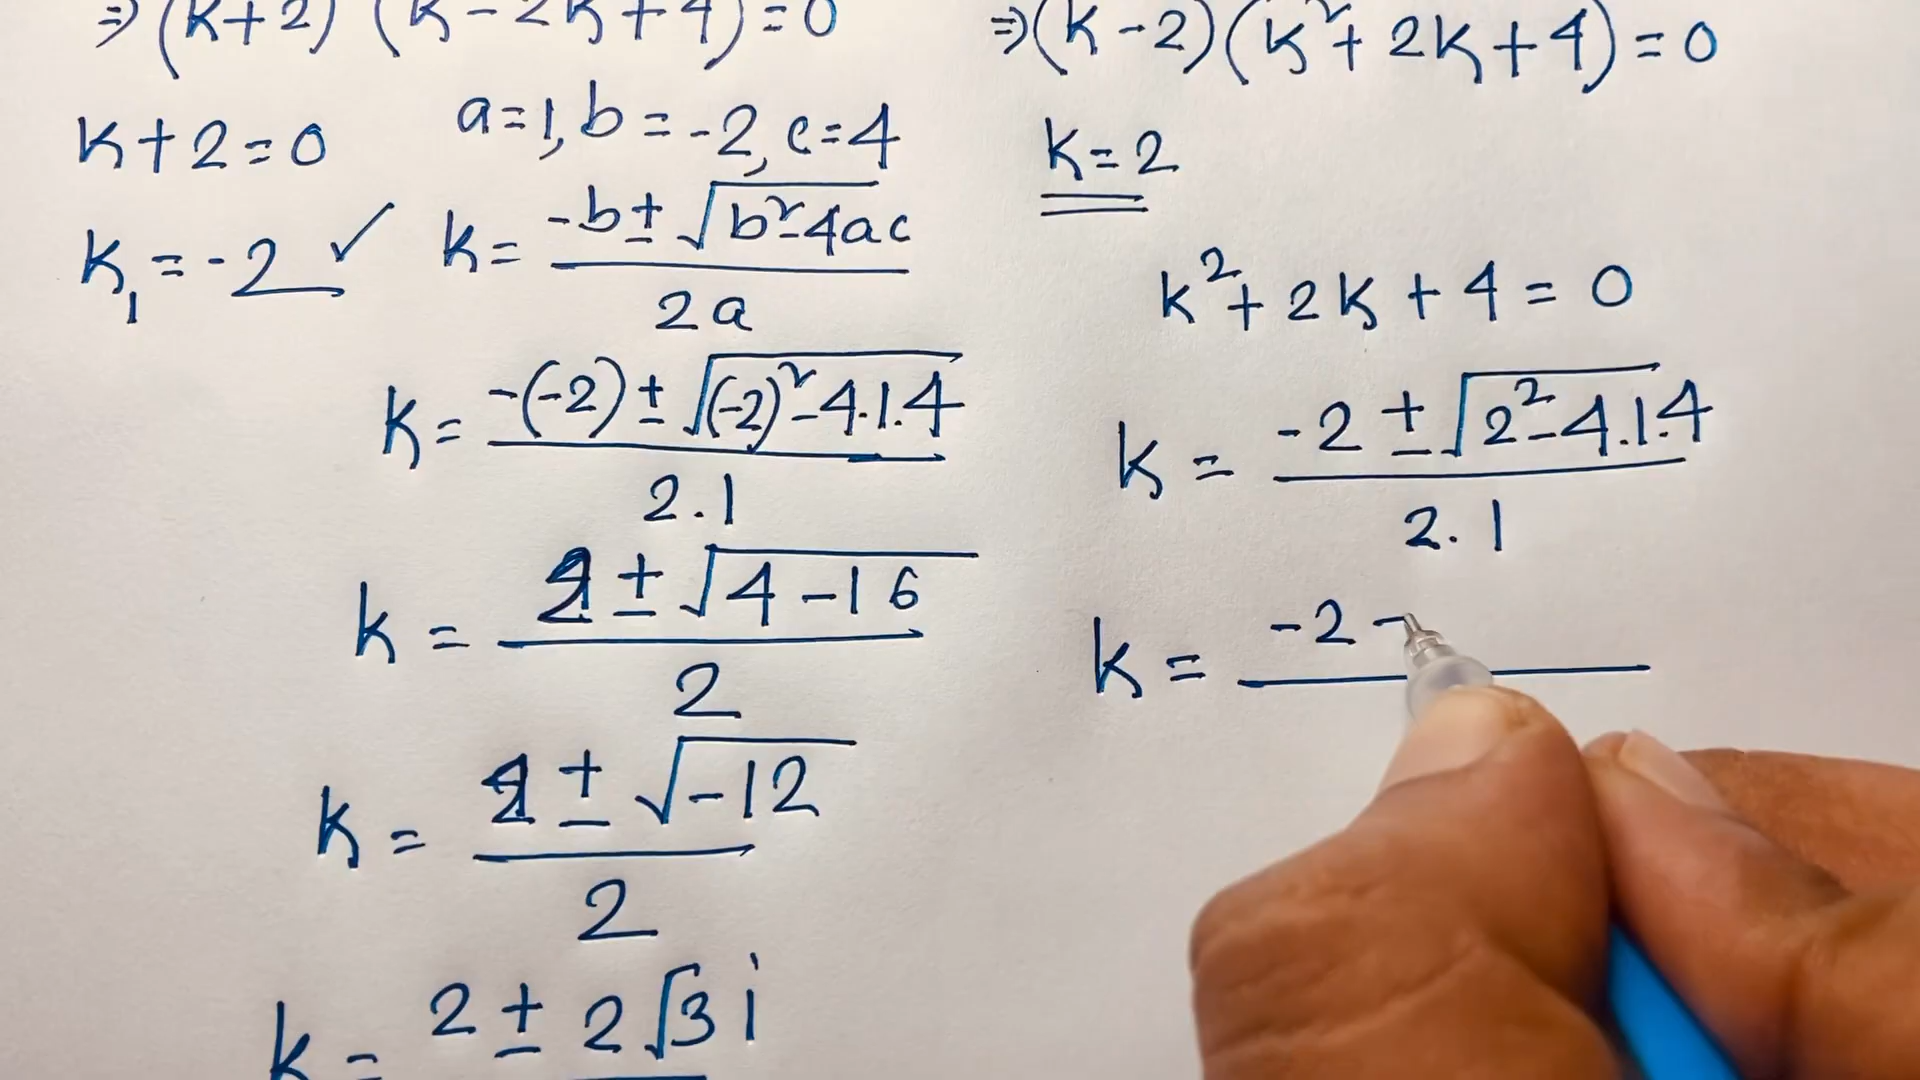 ⇒ (k+2) (k - 2k + 4) = 0
k + 2 = 0
a = 1, b = -2, c = 4
k₁ = -2 ✓
k = (-b ± √(b² - 4ac)) / 2a
k = (-(-2) ± √((-2)² - 4.1.4)) / 2.1
k = (2 ± √(4 - 16)) / 2
k = (2 ± √(-12)) / 2
k = 2 ± 2√3 i
⇒ (k - 2)(k² + 2k + 4) = 0
k = 2
k² + 2k + 4 = 0
k = (-2 ± √(2² - 4.1.4)) / 2.1
k = -2 -